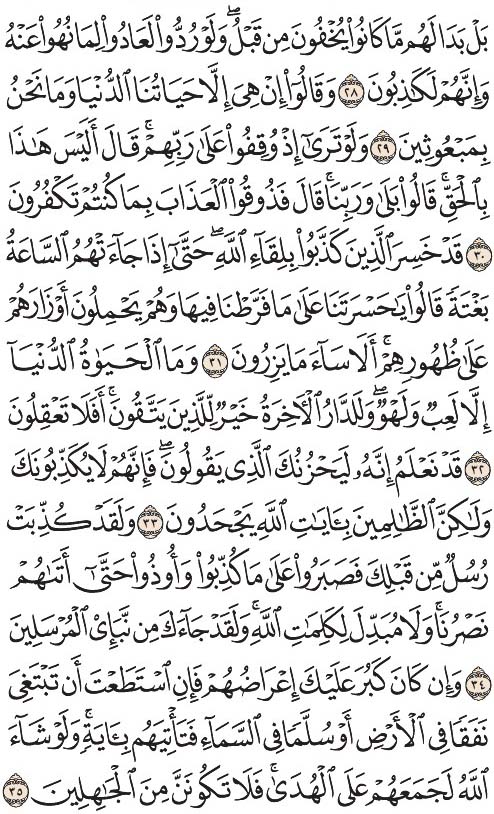 بَلْ بَدَا لَهُم مَّا كَانُوا۟ يُخْفُونَ مِن قَبْلُ ۖ وَلَوْ رُدُّوا۟ لَعَادُوا۟ لِمَا نُهُوا۟ عَنْهُ
وَإِنَّهُمْ لَكَـٰذِبُونَ ٢٨ وَقَالُوٓا۟ إِنْ هِىَ إِلَّا حَيَاتُنَا ٱلدُّنْيَا وَمَا نَحْنُ
بِمَبْعُوثِينَ ٢٩ وَلَوْ تَرَىٰٓ إِذْ وُقِفُوا۟ عَلَىٰ رَبِّهِمْ ۚ قَالَ أَلَيْسَ هَـٰذَا
بِٱلْحَقِّ ۚ قَالُوا۟ بَلَىٰ وَرَبِّنَا ۚ قَالَ فَذُوقُوا۟ ٱلْعَذَابَ بِمَا كُنتُمْ تَكْفُرُونَ
٣٠ قَدْ خَسِرَ ٱلَّذِينَ كَذَّبُوا۟ بِلِقَآءِ ٱللَّهِ ۖ حَتَّىٰٓ إِذَا جَآءَتْهُمُ ٱلسَّاعَةُ
بَغْتَةً قَالُوا۟ يَـٰحَسْرَتَنَا عَلَىٰ مَا فَرَّطْنَا فِيهَا وَهُمْ يَحْمِلُونَ أَوْزَارَهُمْ
عَلَىٰ ظُهُورِهِمْ ۚ أَلَا سَآءَ مَا يَزِرُونَ ٣١ وَمَا ٱلْحَيَوٰةُ ٱلدُّنْيَآ
إِلَّا لَعِبٌ وَلَهْوٌ ۖ وَلَلدَّارُ ٱلْـَٔاخِرَةُ خَيْرٌ لِّلَّذِينَ يَتَّقُونَ ۗ أَفَلَا تَعْقِلُونَ
٣٢ قَدْ نَعْلَمُ إِنَّهُۥ لَيَحْزُنُكَ ٱلَّذِى يَقُولُونَ ۖ فَإِنَّهُمْ لَا يُكَذِّبُونَكَ
وَلَـٰكِنَّ ٱلظَّـٰلِمِينَ بِـَٔايَـٰتِ ٱللَّهِ يَجْحَدُونَ ٣٣ وَلَقَدْ كُذِّبَتْ
رُسُلٌ مِّن قَبْلِكَ فَصَبَرُوا۟ عَلَىٰ مَا كُذِّبُوا۟ وَأُوذُوا۟ حَتَّىٰٓ أَتَىٰهُمْ
نَصْرُنَا ۚ وَلَا مُبَدِّلَ لِكَلِمَـٰتِ ٱللَّهِ ۚ وَلَقَدْ جَآءَكَ مِن نَّبَإِى۟ ٱلْمُرْسَلِينَ
٣٤ وَإِن كَانَ كَبُرَ عَلَيْكَ إِعْرَاضُهُمْ فَإِنِ ٱسْتَطَعْتَ أَن تَبْتَغِىَ
نَفَقًا فِى ٱلْأَرْضِ أَوْ سُلَّمًا فِى ٱلسَّمَآءِ فَتَأْتِيَهُم بِـَٔايَةٍ ۚ وَلَوْ شَآءَ
ٱللَّهُ لَجَمَعَهُمْ عَلَى ٱلْهُدَىٰ ۚ فَلَا تَكُونَنَّ مِنَ ٱلْجَـٰهِلِينَ ٣٥